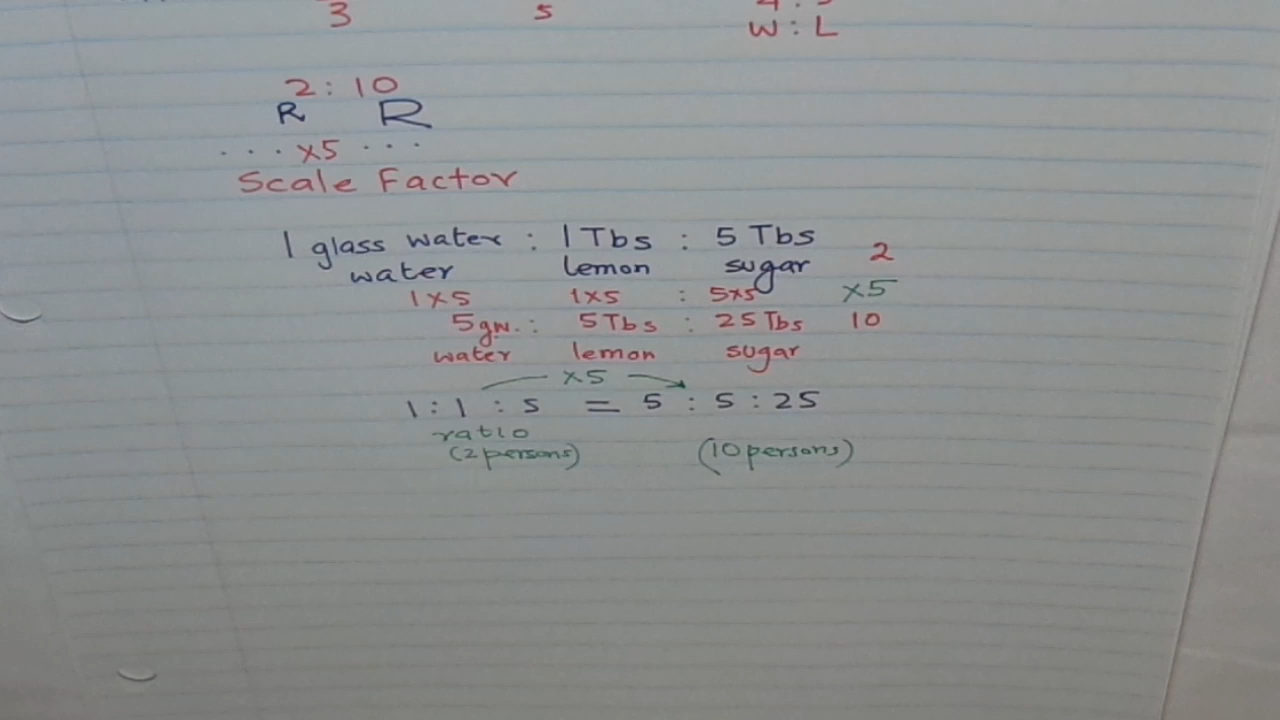 3 5 W : L
2 : 10
R R
. . . x5 . . .
Scale Factor
1 glass water : 1 Tbs : 5 Tbs 2
water lemon sugar
1x5 1x5 : 5x5 x5
5gw. : 5 Tbs : 25 Tbs 10
water lemon sugar
x5
1 : 1 : 5 = 5 : 5 : 25
ratio
(2 persons) (10 persons)